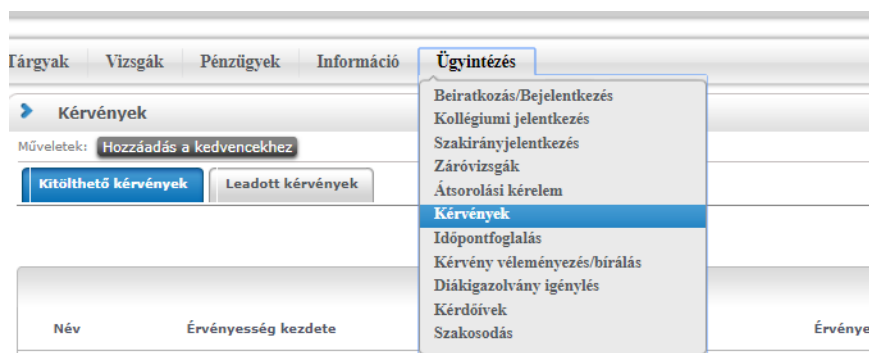 Tárgyak Vizsgák Pénzügyek Információ Ügyintézés
Beiratkozás/Bejelentkezés
Kollégiumi jelentkezés
Szakirányjelentkezés
Záróvizsgák
Átsorolási kérelem
Kérvények
Időpontfoglalás
Kérvény véleményezés/bírálás
Diákigazolvány igénylés
Kérdőívek
Szakosodás
Kérvények
Műveletek: Hozzáadás a kedvencekhez
Kitölthető kérvények Leadott kérvények
Név Érvényesség kezdete Érvénye